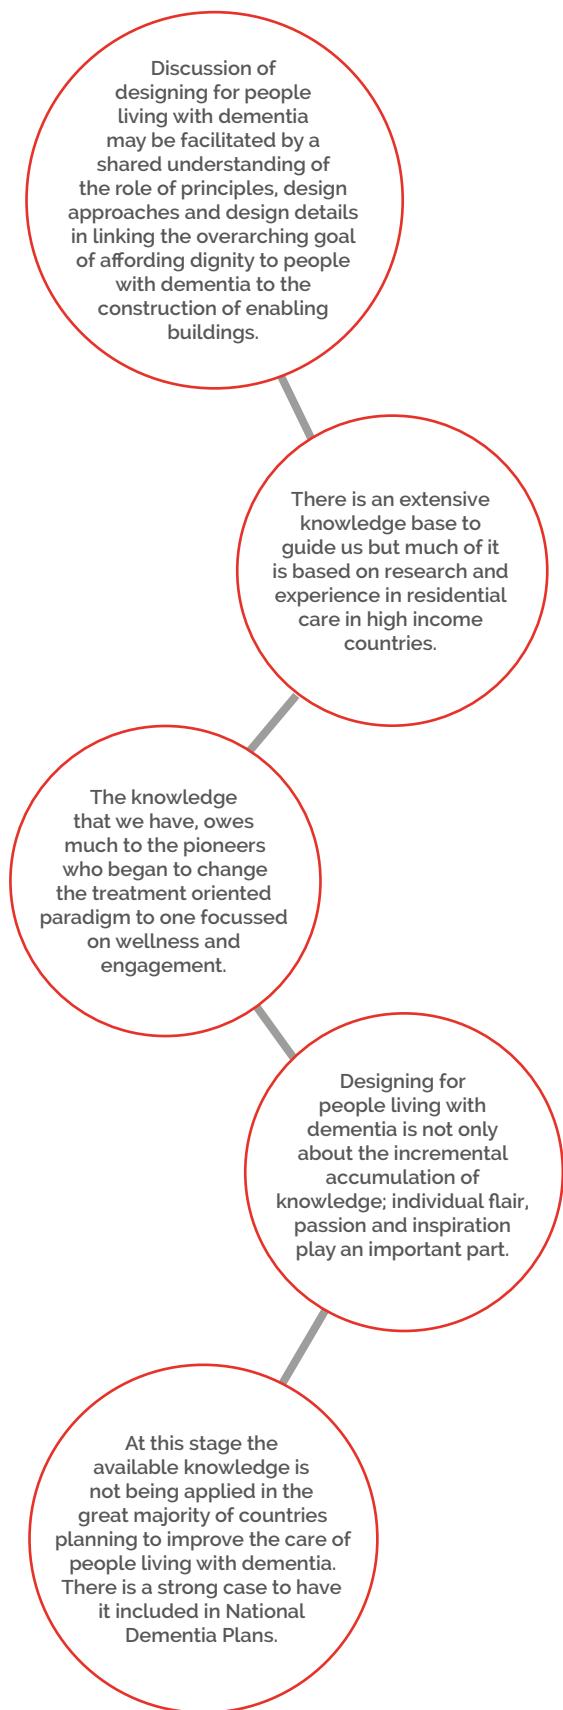 Discussion of
designing for people
living with dementia
may be facilitated by a
shared understanding of
the role of principles, design
approaches and design details
in linking the overarching goal
of affording dignity to people
with dementia to the
construction of enabling
buildings.
There is an extensive
knowledge base to
guide us but much of it
is based on research and
experience in residential
care in high income
countries.
The knowledge
that we have, owes
much to the pioneers
who began to change
the treatment oriented
paradigm to one focussed
on wellness and
engagement.
Designing for
people living with
dementia is not only
about the incremental
accumulation of
knowledge; individual flair,
passion and inspiration
play an important part.
At this stage the
available knowledge is
not being applied in the
great majority of countries
planning to improve the care of
people living with dementia.
There is a strong case to have
it included in National
Dementia Plans.